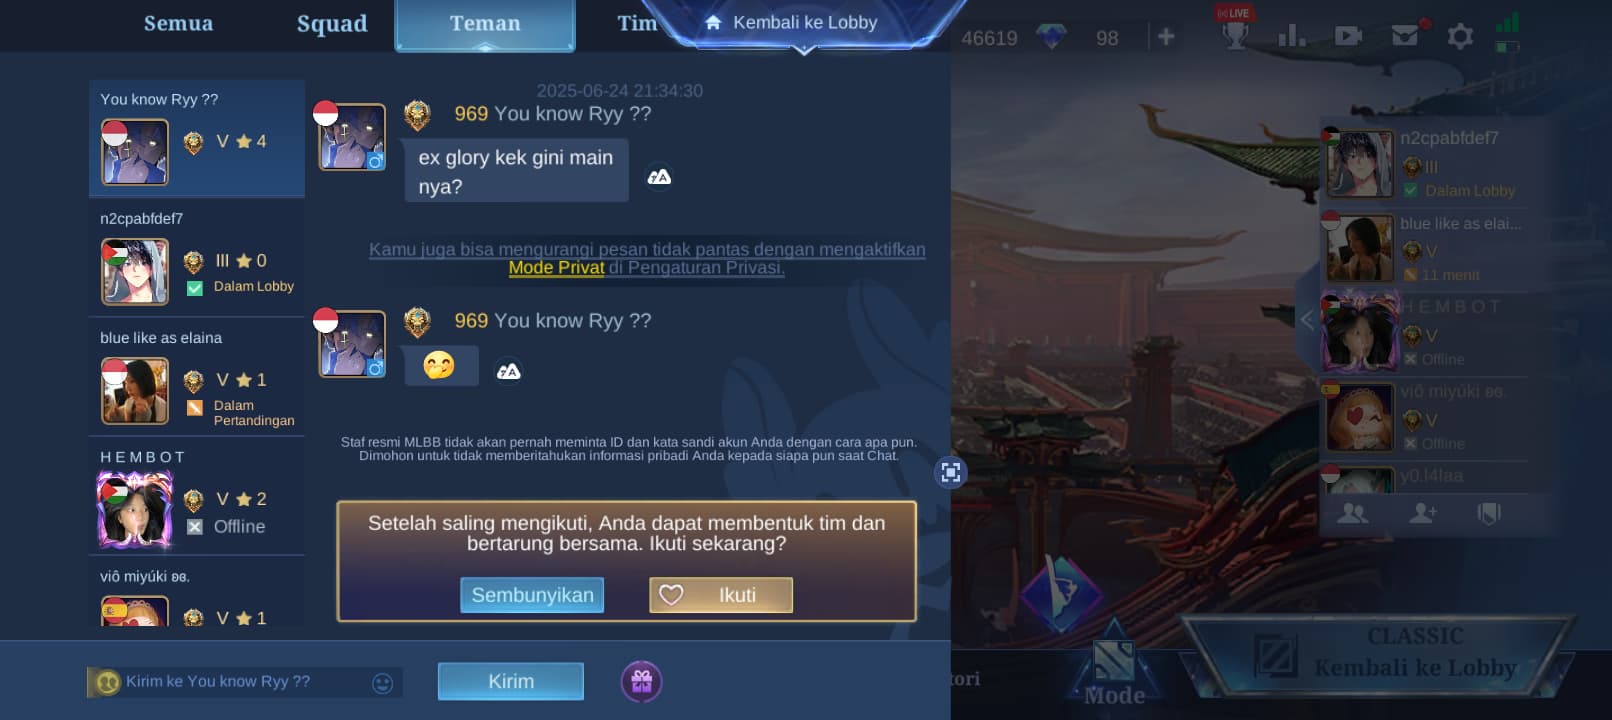 Semua
Squad
Teman
Tim
Kembali ke Lobby
46619
98
LIVE
You know Ryy ??
V 4
n2cpabfdef7
III 0
Dalam Lobby
blue like as elaina
V 1
Dalam
Pertandingan
H E M B O T
V 2
Offline
viô miyúki ʚɞ.
V 1
2025-06-24 21:34:30
969 You know Ryy ??
ex glory kek gini main
nya?
Kamu juga bisa mengurangi pesan tidak pantas dengan mengaktifkan
Mode Privat di Pengaturan Privasi.
969 You know Ryy ??
Staf resmi MLBB tidak akan pernah meminta ID dan kata sandi akun Anda dengan cara apa pun.
Dimohon untuk tidak memberitahukan informasi pribadi Anda kepada siapa pun saat Chat.
Setelah saling mengikuti, Anda dapat membentuk tim dan
bertarung bersama. Ikuti sekarang?
Sembunyikan
Ikuti
Kirim ke You know Ryy ??
Kirim
n2cpabfdef7
III
Dalam Lobby
blue like as elai...
V
11 menit
H E M B O T
V
Offline
viô miyúki ʚɞ.
V
Offline
y0.l4laa
tori
Mode
CLASSIC
Kembali ke Lobby